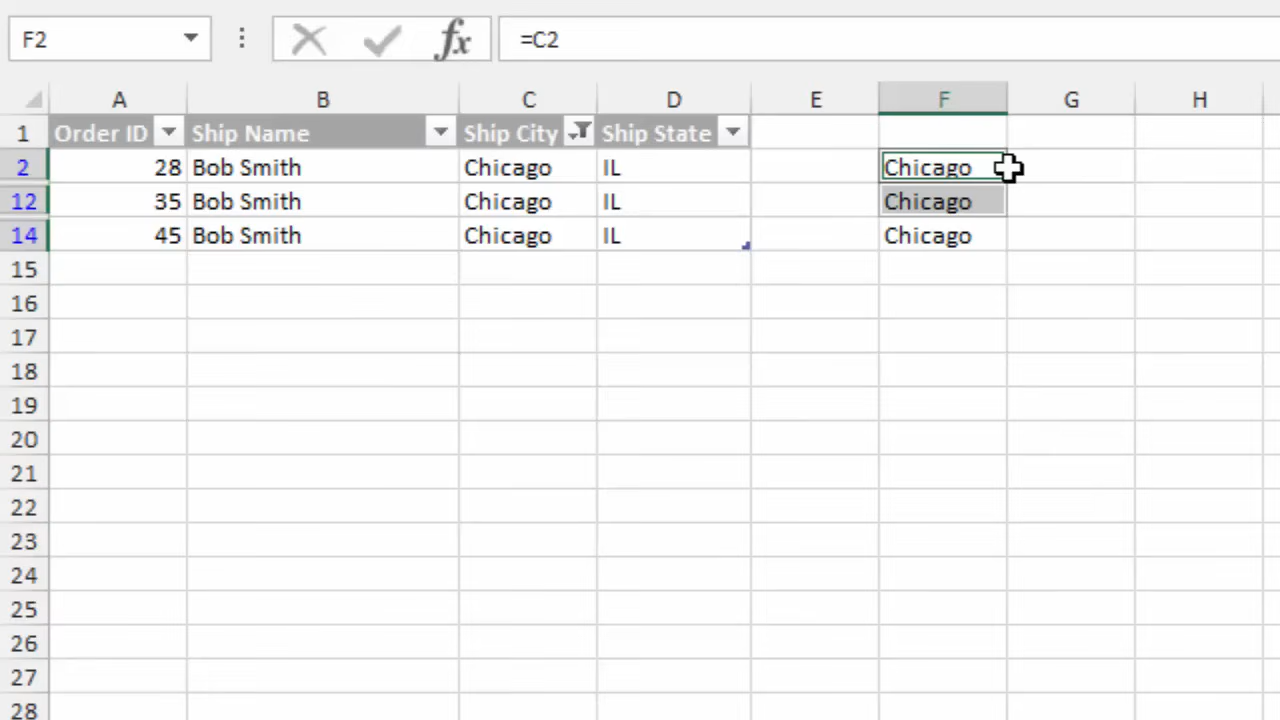 F2 fx =C2
A B C D E F G H
1 Order ID Ship Name Ship City Ship State
2 28 Bob Smith Chicago IL Chicago
12 35 Bob Smith Chicago IL Chicago
14 45 Bob Smith Chicago IL Chicago
15
16
17
18
19
20
21
22
23
24
25
26
27
28